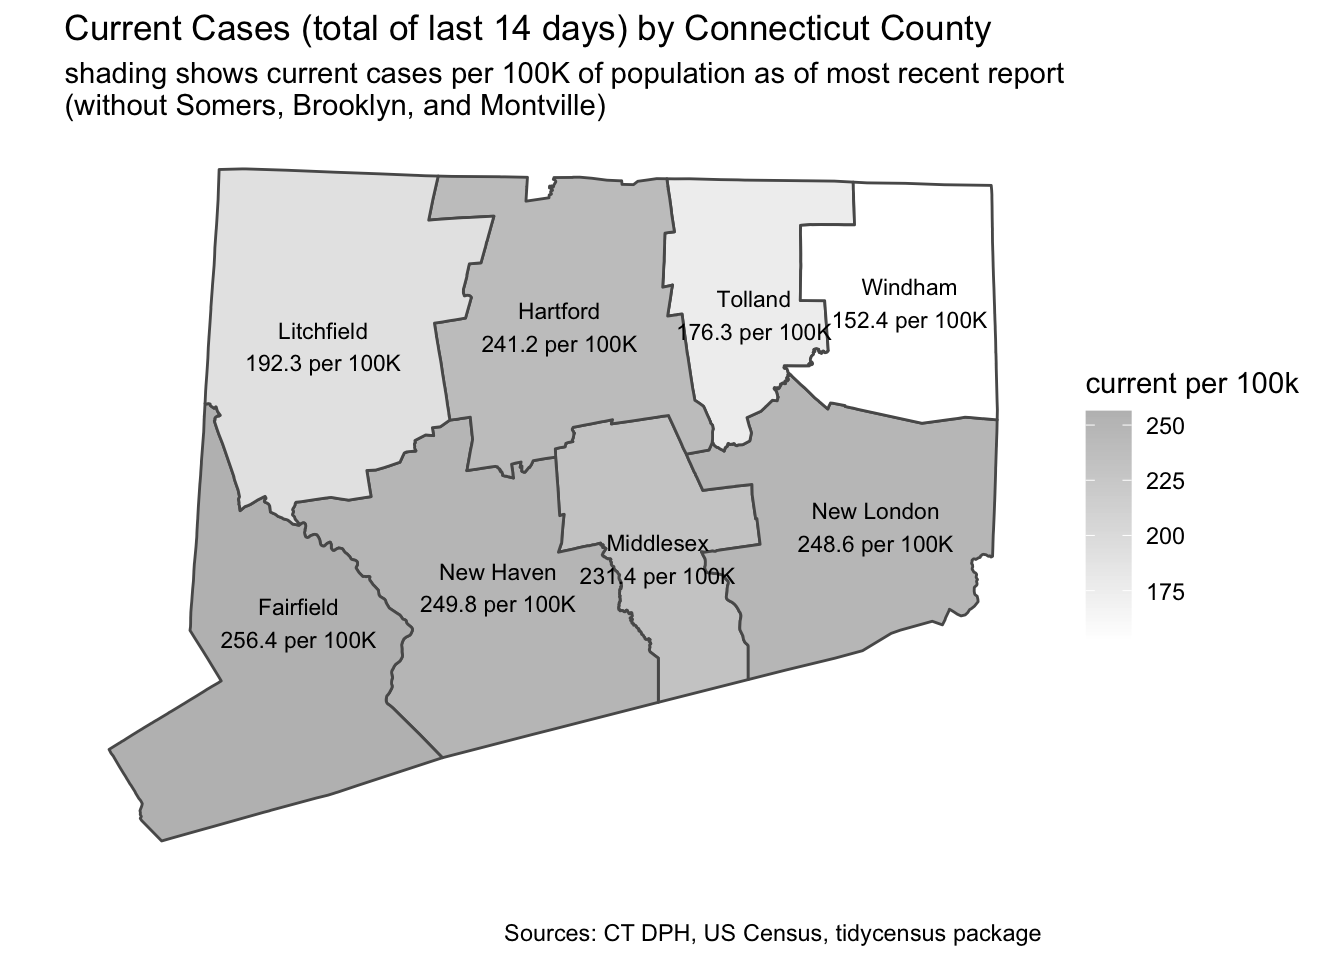 Current Cases (total of last 14 days) by Connecticut County
shading shows current cases per 100K of population as of most recent report
(without Somers, Brooklyn, and Montville)
Litchfield
192.3 per 100K
Hartford
241.2 per 100K
Tolland
176.3 per 100K
Windham
152.4 per 100K
Fairfield
256.4 per 100K
New Haven
249.8 per 100K
Middlesex
231.4 per 100K
New London
248.6 per 100K
current per 100k
250
225
200
175
Sources: CT DPH, US Census, tidycensus package